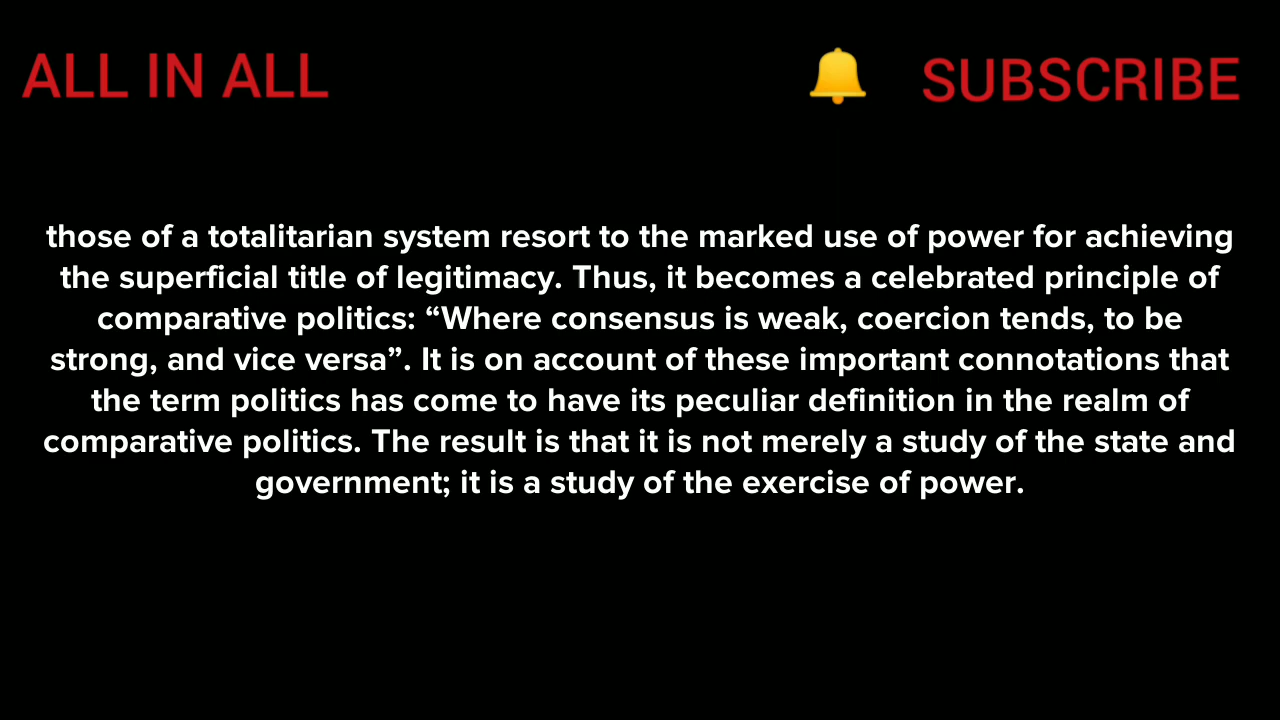 ALL IN ALL
SUBSCRIBE
those of a totalitarian system resort to the marked use of power for achieving
the superficial title of legitimacy. Thus, it becomes a celebrated principle of
comparative politics: “Where consensus is weak, coercion tends, to be
strong, and vice versa”. It is on account of these important connotations that
the term politics has come to have its peculiar definition in the realm of
comparative politics. The result is that it is not merely a study of the state and
government; it is a study of the exercise of power.